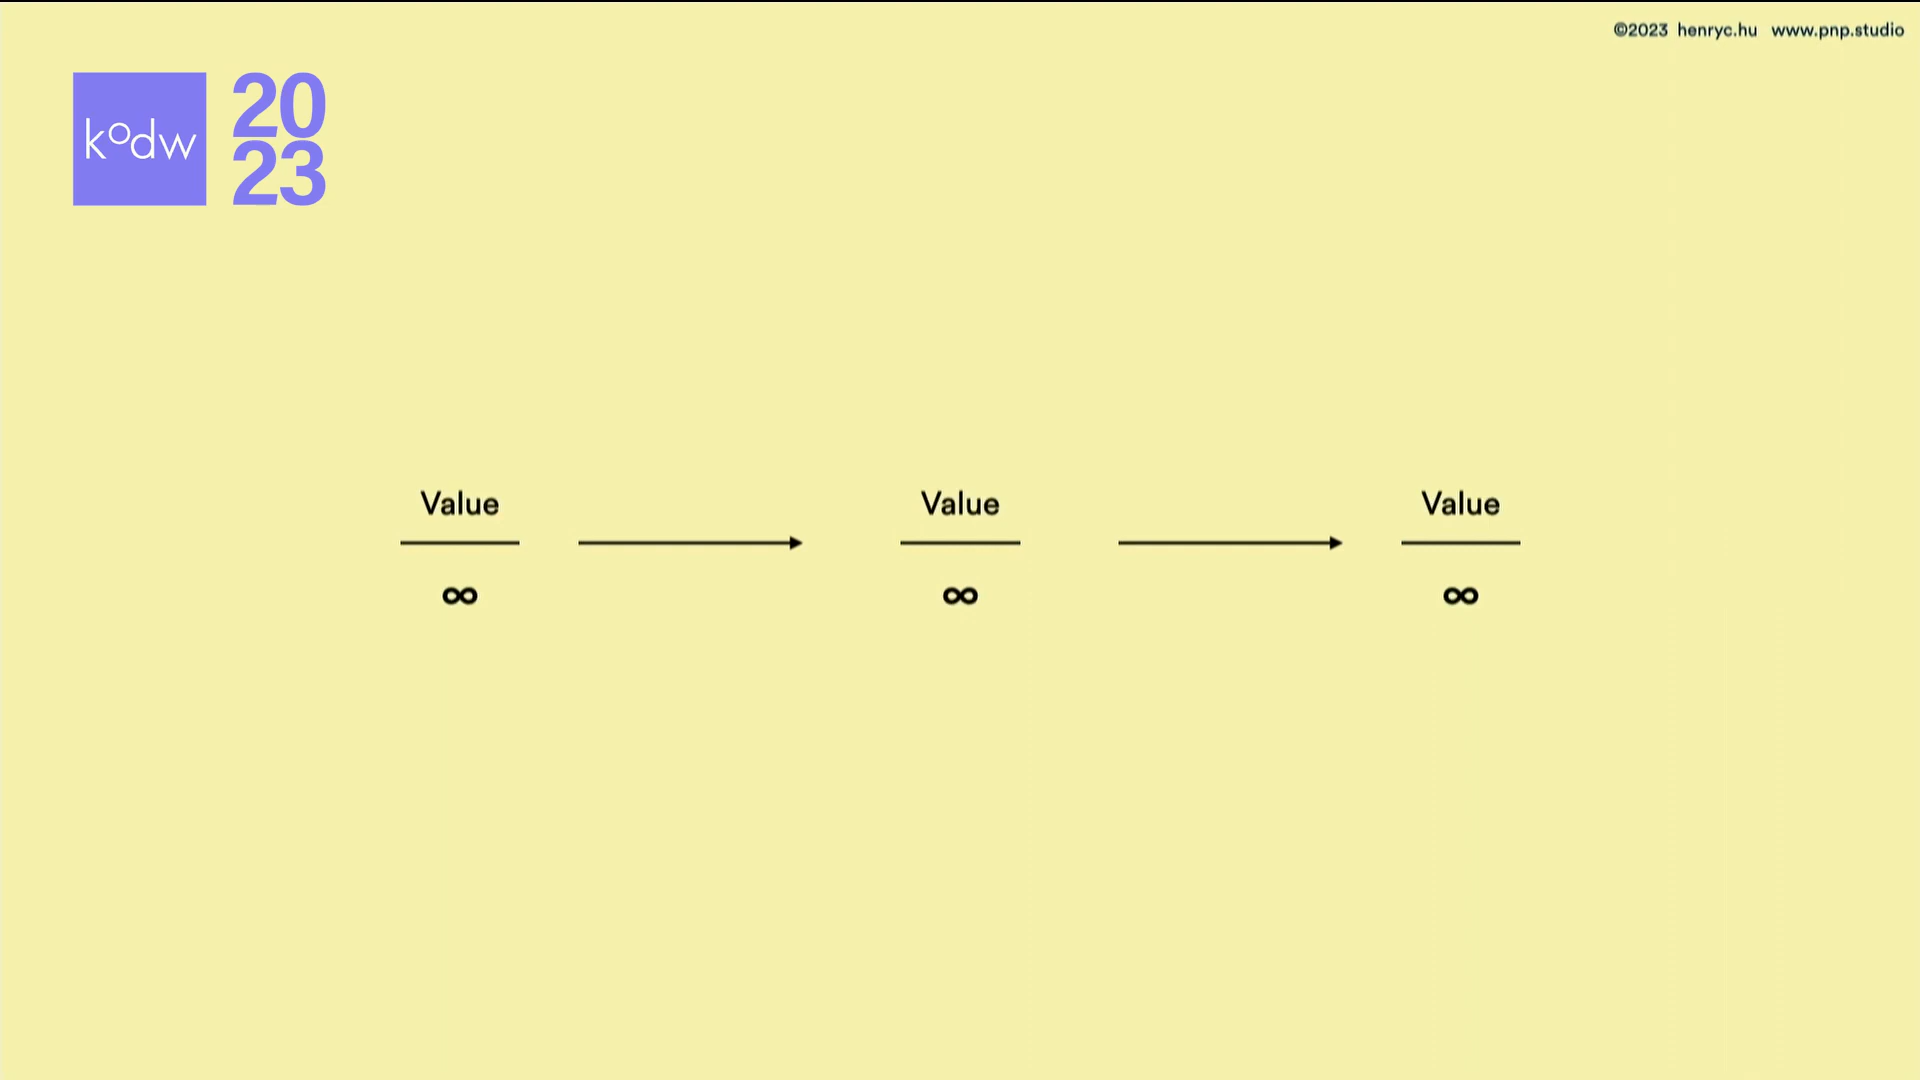 ©2023 henryc.hu www.pnp.studio
kodw
20
23
Value Value Value
∞ ∞ ∞